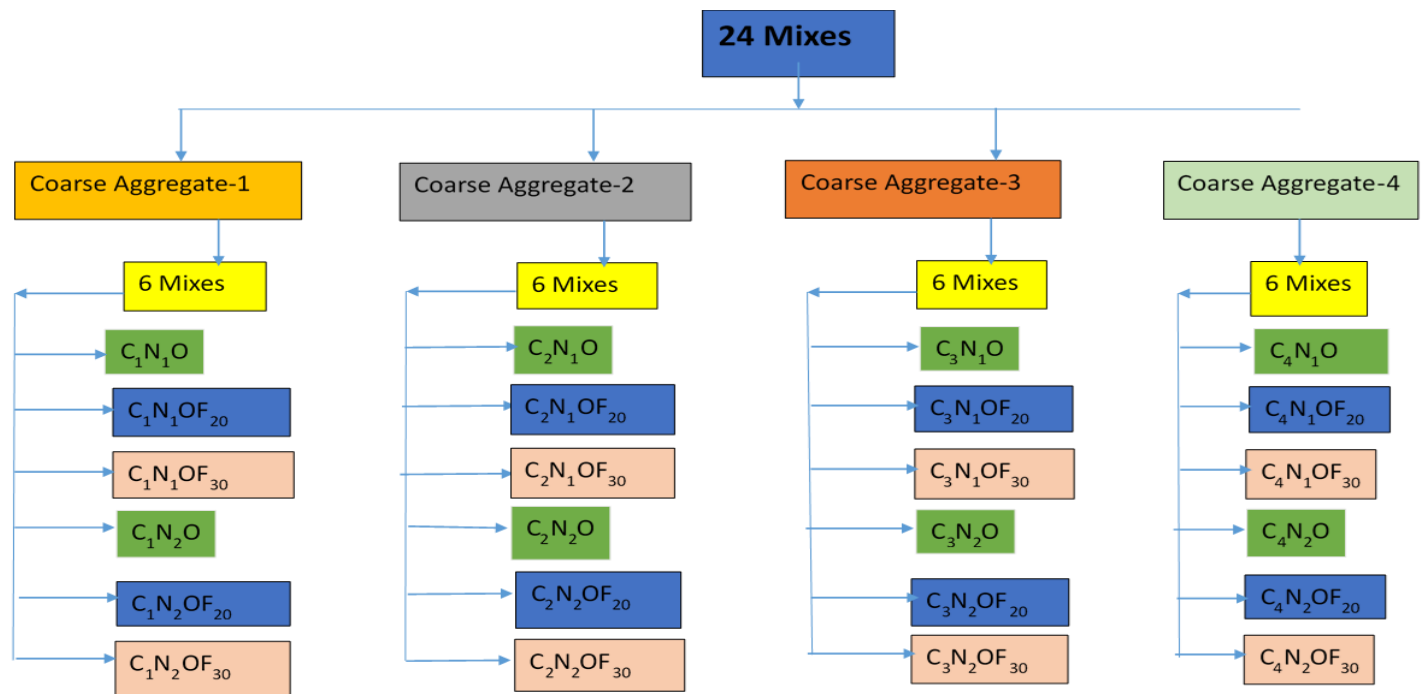 24 Mixes
Coarse Aggregate-1
Coarse Aggregate-2
Coarse Aggregate-3
Coarse Aggregate-4
6 Mixes
6 Mixes
6 Mixes
6 Mixes
C₁N₁O
C₂N₁O
C₃N₁O
C₄N₁O
C₁N₁OF₂₀
C₂N₁OF₂₀
C₃N₁OF₂₀
C₄N₁OF₂₀
C₁N₁OF₃₀
C₂N₁OF₃₀
C₃N₁OF₃₀
C₄N₁OF₃₀
C₁N₂O
C₂N₂O
C₃N₂O
C₄N₂O
C₁N₂OF₂₀
C₂N₂OF₂₀
C₃N₂OF₂₀
C₄N₂OF₂₀
C₁N₂OF₃₀
C₂N₂OF₃₀
C₃N₂OF₃₀
C₄N₂OF₃₀